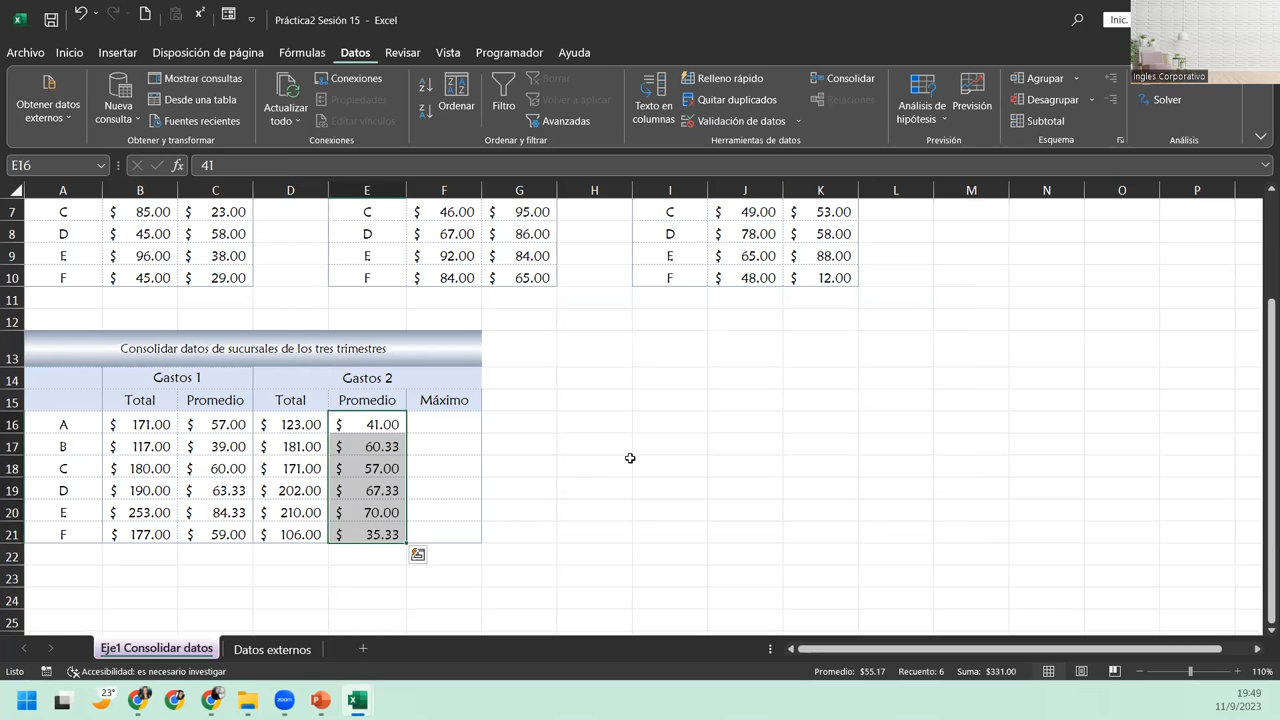 Práctica2 Sesión 15 - Excel
Inic.
Archivo Inicio Insertar Disposición de página Fórmulas Datos Revisar Vista Programador Ayuda
Ingles Corporativo
Obtener datos externos
Nueva consulta
Mostrar consultas
Desde una tabla
Fuentes recientes
Obtener y transformar
Actualizar todo
Conexiones
Propiedades
Editar vínculos
Conexiones
Ordenar
Filtro
Volver a aplicar
Avanzadas
Ordenar y filtrar
Texto en columnas
Relleno rápido
Quitar duplicados
Validación de datos
Consolidar
Relaciones
Herramientas de datos
Análisis de hipótesis
Previsión
Previsión
Agrupar
Desagrupar
Subtotal
Esquema
Solver
Análisis
E16 fx 41
A B C D E F G H I J K L M N O P
7 C $ 85.00 $ 23.00 C $ 46.00 $ 95.00 C $ 49.00 $ 53.00
8 D $ 45.00 $ 58.00 D $ 67.00 $ 86.00 D $ 78.00 $ 58.00
9 E $ 96.00 $ 38.00 E $ 92.00 $ 84.00 E $ 65.00 $ 88.00
10 F $ 45.00 $ 29.00 F $ 84.00 $ 65.00 F $ 48.00 $ 12.00
11
12
13 Consolidar datos de sucursales de los tres trimestres
14 Gastos 1 Gastos 2
15 Total Promedio Total Promedio Máximo
16 A $ 171.00 $ 57.00 $ 123.00 $ 41.00
17 B $ 117.00 $ 39.00 $ 181.00 $ 60.33
18 C $ 180.00 $ 60.00 $ 171.00 $ 57.00
19 D $ 190.00 $ 63.33 $ 202.00 $ 67.33
20 E $ 253.00 $ 84.33 $ 210.00 $ 70.00
21 F $ 177.00 $ 59.00 $ 106.00 $ 35.33
22
23
24
25
Eje1 Consolidar datos Datos externos
Listo Accesibilidad: es necesario investigar Promedio: $55.17 Recuento: 6 Suma: $331.00 110%
23° zoom 19:49
11/9/2023